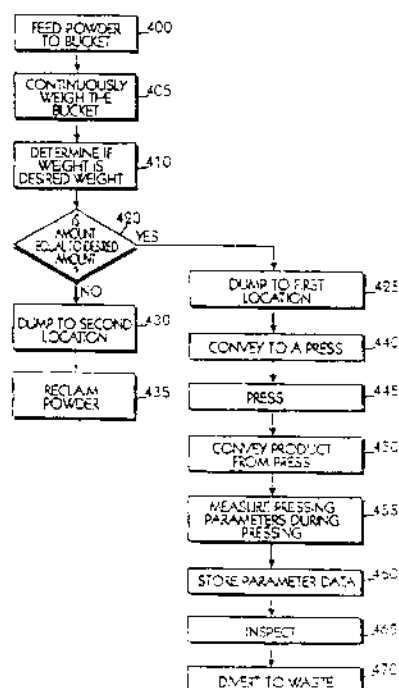 FEED POWDER
TO BUCKET
400
CONTINUOUSLY
WEIGH THE
BUCKET
405
DETERMINE IF
WEIGHT IS
DESIRED WEIGHT
410
420
IS
AMOUNT
EQUAL TO DESIRED
AMOUNT
?
YES
NO
DUMP TO SECOND
LOCATION
430
RECLAIM
POWDER
435
DUMP TO FIRST
LOCATION
425
CONVEY TO A PRESS
440
PRESS
445
CONVEY PRODUCT
FROM PRESS
450
MEASURE PRESSING
PARAMETERS DURING
PRESSING
455
STORE PARAMETER DATA
460
INSPECT
465
DIVERT TO WASTE
470